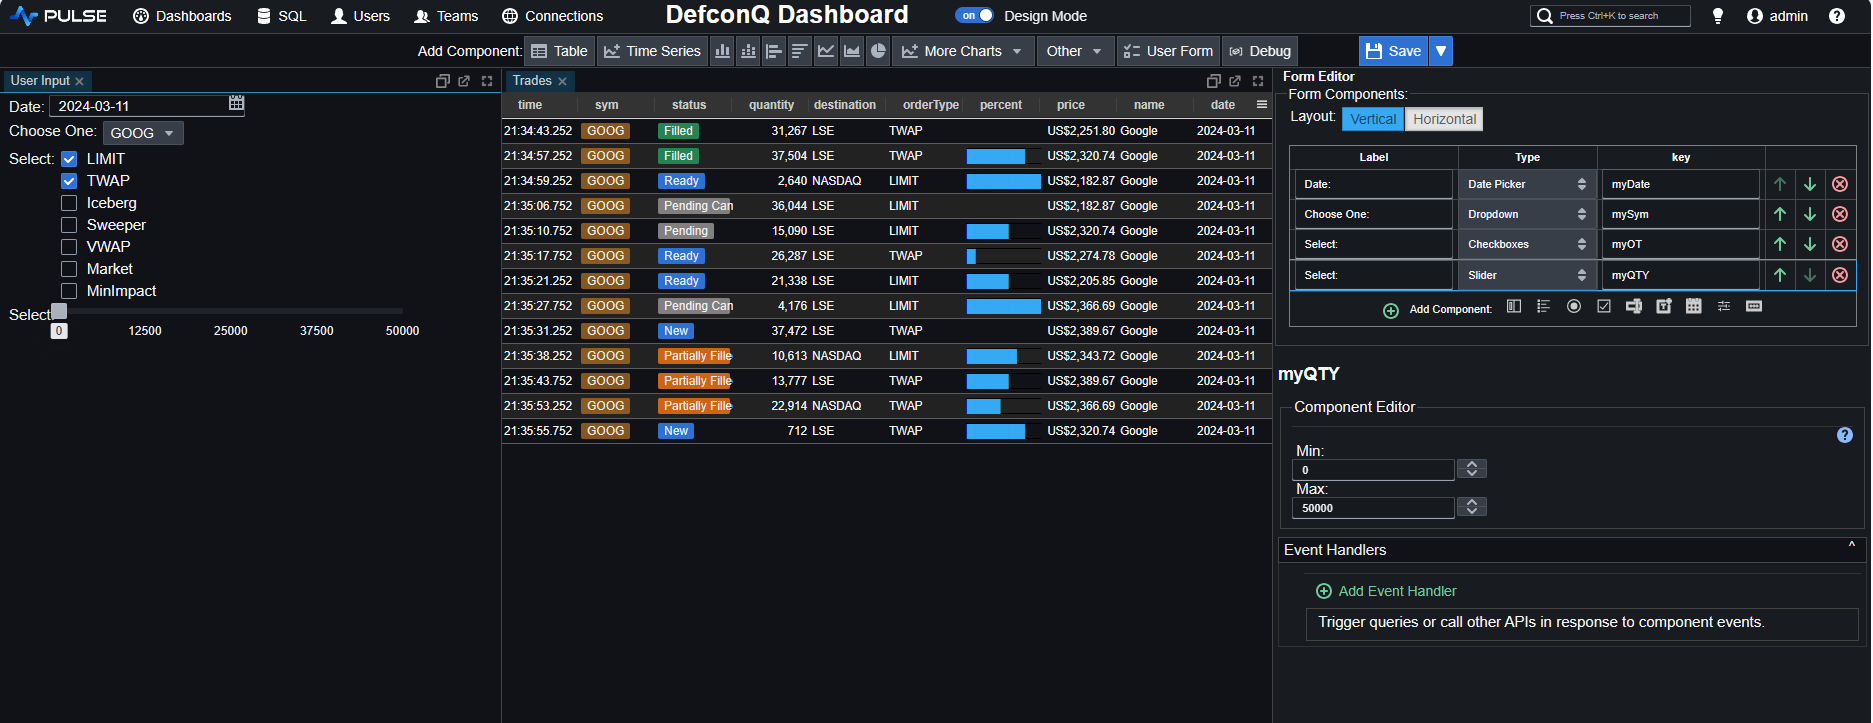 PULSE Dashboards SQL Users Teams Connections DefconQ Dashboard on Design Mode Press Ctrl+K to search admin ?
Add Component: Table Time Series More Charts Other User Form Debug Save
User Input
Date: 2024-03-11
Choose One: GOOG
Select: LIMIT
TWAP
Iceberg
Sweeper
VWAP
Market
MinImpact
Select:
0 12500 25000 37500 50000
Trades
time sym status quantity destination orderType percent price name date
21:34:43.252 GOOG Filled 31,267 LSE TWAP US$2,251.80 Google 2024-03-11
21:34:57.252 GOOG Filled 37,504 LSE TWAP US$2,320.74 Google 2024-03-11
21:34:59.252 GOOG Ready 2,640 NASDAQ LIMIT US$2,182.87 Google 2024-03-11
21:35:06.752 GOOG Pending Can 36,044 LSE LIMIT US$2,182.87 Google 2024-03-11
21:35:10.752 GOOG Pending 15,090 LSE LIMIT US$2,320.74 Google 2024-03-11
21:35:17.752 GOOG Ready 26,287 LSE TWAP US$2,274.78 Google 2024-03-11
21:35:21.252 GOOG Ready 21,338 LSE LIMIT US$2,205.85 Google 2024-03-11
21:35:27.752 GOOG Pending Can 4,176 LSE LIMIT US$2,366.69 Google 2024-03-11
21:35:31.252 GOOG New 37,472 LSE TWAP US$2,389.67 Google 2024-03-11
21:35:38.252 GOOG Partially Fille 10,613 NASDAQ LIMIT US$2,343.72 Google 2024-03-11
21:35:43.752 GOOG Partially Fille 13,777 LSE TWAP US$2,389.67 Google 2024-03-11
21:35:53.252 GOOG Partially Fille 22,914 NASDAQ TWAP US$2,366.69 Google 2024-03-11
21:35:55.752 GOOG New 712 LSE TWAP US$2,320.74 Google 2024-03-11
Form Editor
Form Components:
Layout: Vertical Horizontal
Label Type key
Date: Date Picker myDate
Choose One: Dropdown mySym
Select: Checkboxes myOT
Select: Slider myQTY
Add Component:
myQTY
Component Editor
?
Min:
0
Max:
50000
Event Handlers
Add Event Handler
Trigger queries or call other APIs in response to component events.